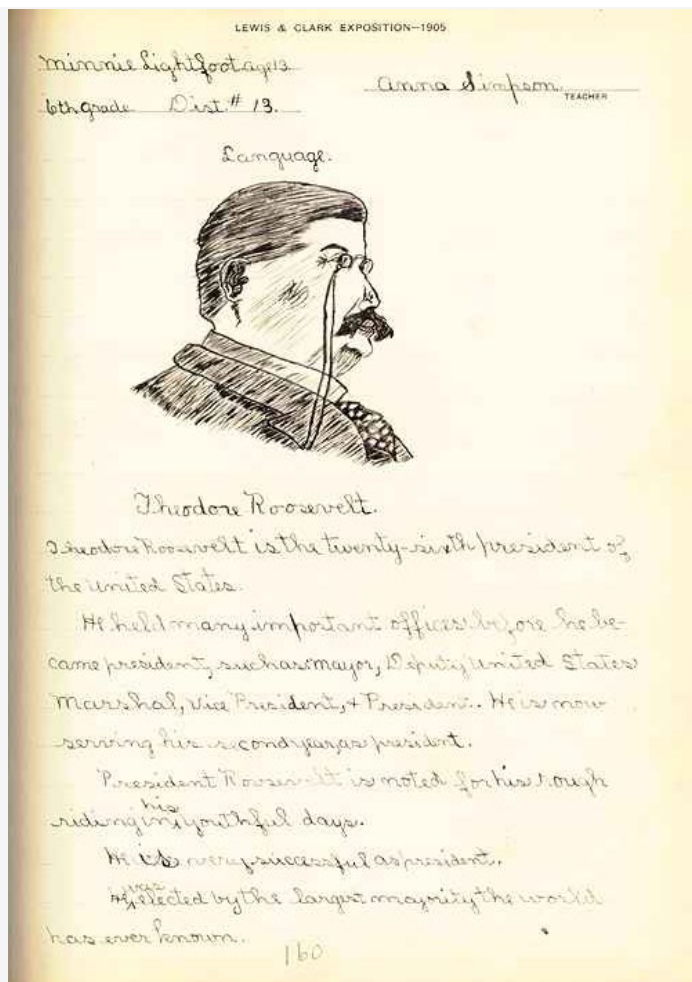 LEWIS & CLARK EXPOSITION—1905
Minnie Lightfoot age 13
Anna Simpson
TEACHER
6th grade Dist. # 13.
Language.
Theodore Roosevelt.
Theodore Roosevelt is the twenty-sixth president of
the United States.
He held many important offices before he be-
came president, such as mayor, Deputy United States
Marshal, Vice President, + President. He is now
serving his second year, as president.
President Roosevelt is noted for his rough
riding in his youthful days.
He is very successful as president.
He was elected by the largest majority the world
has ever known.
160